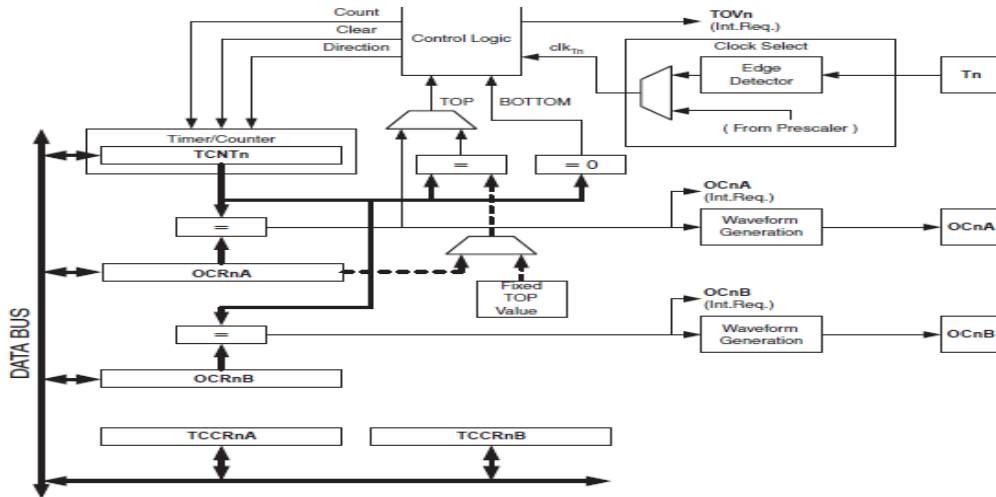 Count
Clear
Direction
Control Logic
TOVn
(Int.Req.)
clkTn
Clock Select
Edge
Detector
Tn
( From Prescaler )
TOP
BOTTOM
Timer/Counter
TCNTn
=
= 0
OCnA
(Int.Req.)
=
Waveform
Generation
OCnA
OCRnA
Fixed
TOP
Value
OCnB
(Int.Req.)
=
Waveform
Generation
OCnB
DATA BUS
OCRnB
TCCRnA
TCCRnB